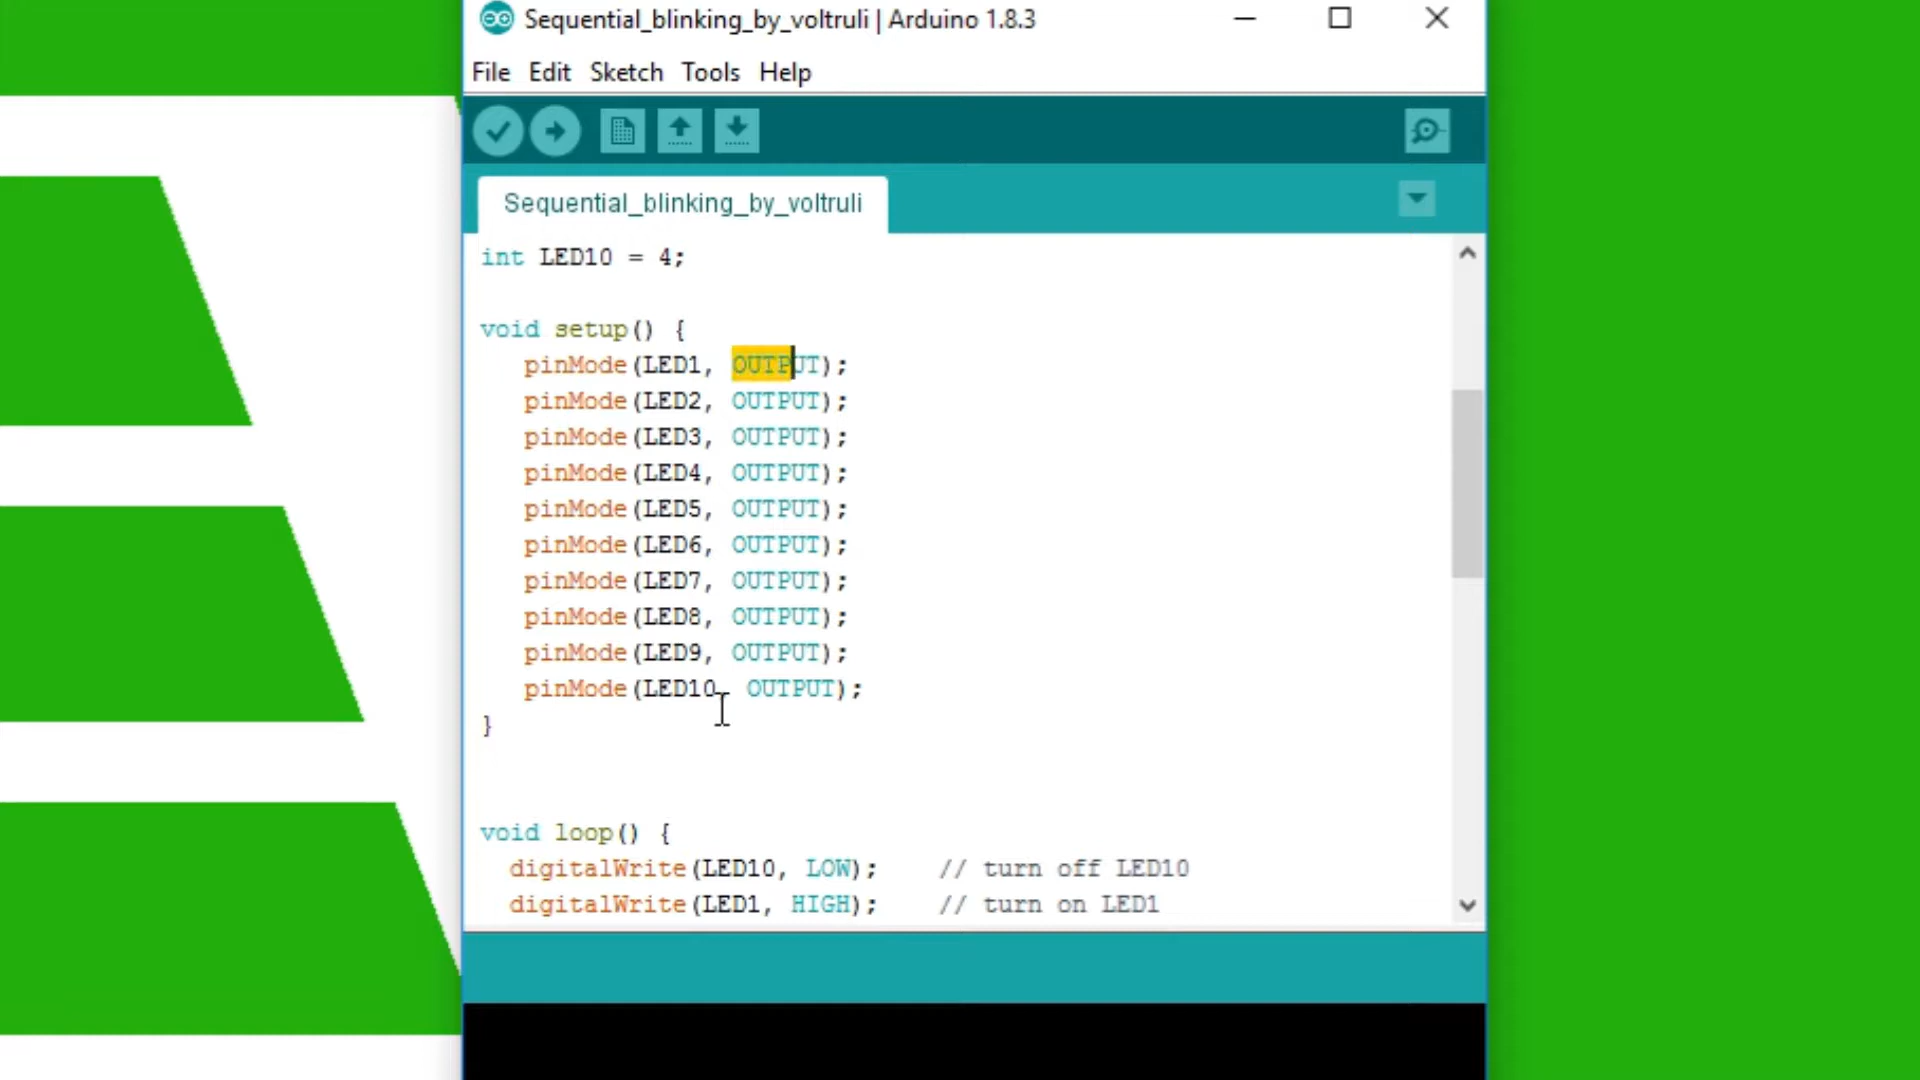 Sequential_blinking_by_voltruli | Arduino 1.8.3
File Edit Sketch Tools Help
Sequential_blinking_by_voltruli
int LED10 = 4;
void setup() {
pinMode(LED1, OUTPUT);
pinMode(LED2, OUTPUT);
pinMode(LED3, OUTPUT);
pinMode(LED4, OUTPUT);
pinMode(LED5, OUTPUT);
pinMode(LED6, OUTPUT);
pinMode(LED7, OUTPUT);
pinMode(LED8, OUTPUT);
pinMode(LED9, OUTPUT);
pinMode(LED10, OUTPUT);
}
void loop() {
digitalWrite(LED10, LOW); // turn off LED10
digitalWrite(LED1, HIGH); // turn on LED1